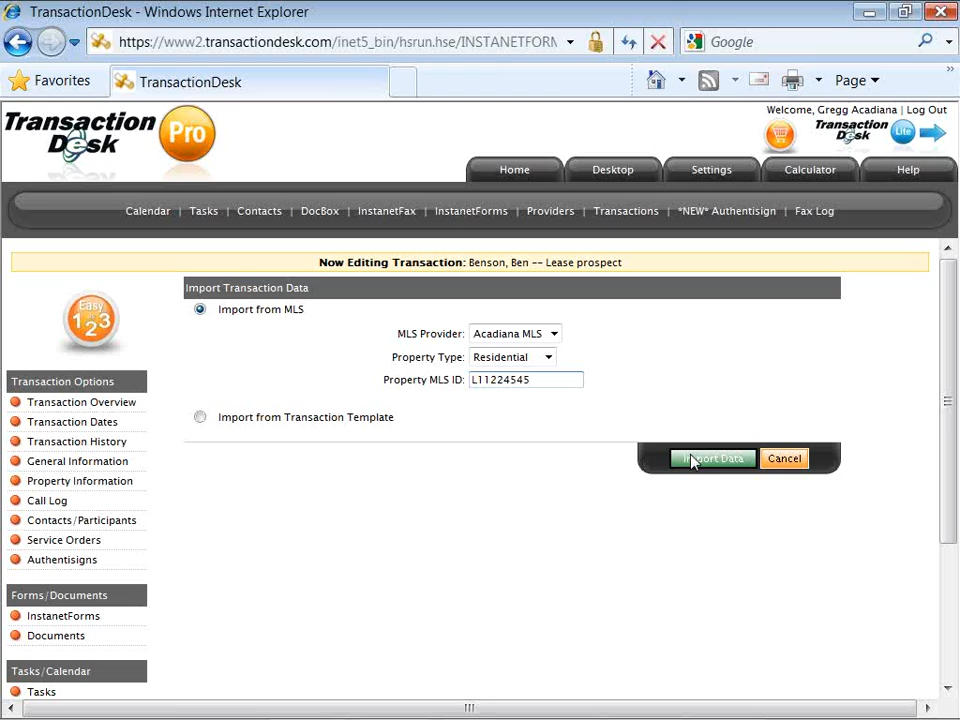 TransactionDesk - Windows Internet Explorer
https://www2.transactiondesk.com/inet5_bin/hsrun.hse/INSTANETFORM
Google
Favorites
TransactionDesk
Page
»
Transaction Desk
Pro
Welcome, Gregg Acadiana | Log Out
Transaction Desk Lite
Home
Desktop
Settings
Calculator
Help
Calendar | Tasks | Contacts | DocBox | InstanetFax | InstanetForms | Providers | Transactions | *NEW* Authentisign | Fax Log
Now Editing Transaction: Benson, Ben -- Lease prospect
Easy as 123
Import Transaction Data
Import from MLS
MLS Provider: Acadiana MLS
Property Type: Residential
Property MLS ID: L11224545
Import from Transaction Template
Import Data
Cancel
Transaction Options
Transaction Overview
Transaction Dates
Transaction History
General Information
Property Information
Call Log
Contacts/Participants
Service Orders
Authentisigns
Forms/Documents
InstanetForms
Documents
Tasks/Calendar
Tasks